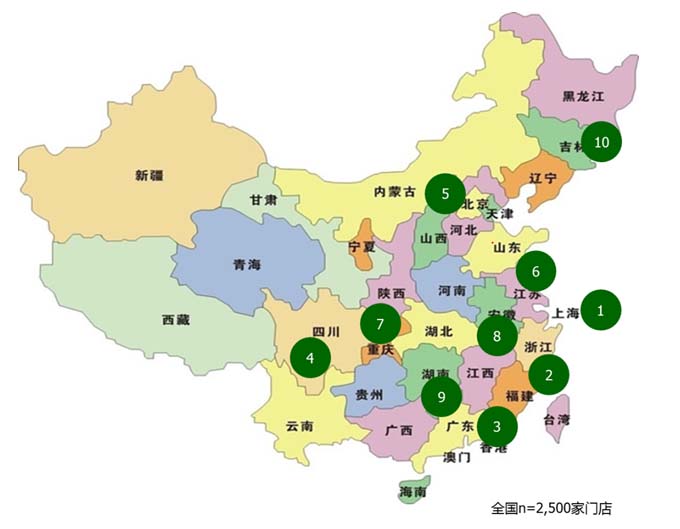 黑龙江
10
吉林
辽宁
新疆
内蒙古
5
甘肃
北京
天津
宁夏
山西
河北
山东
青海
6
陕西
河南
江苏
西藏
1
上海
安徽
7
四川
湖北
8
浙江
重庆
4
湖南
江西
2
贵州
9
福建
云南
广西
广东
3
台湾
香港
澳门
海南
全国n=2,500家门店